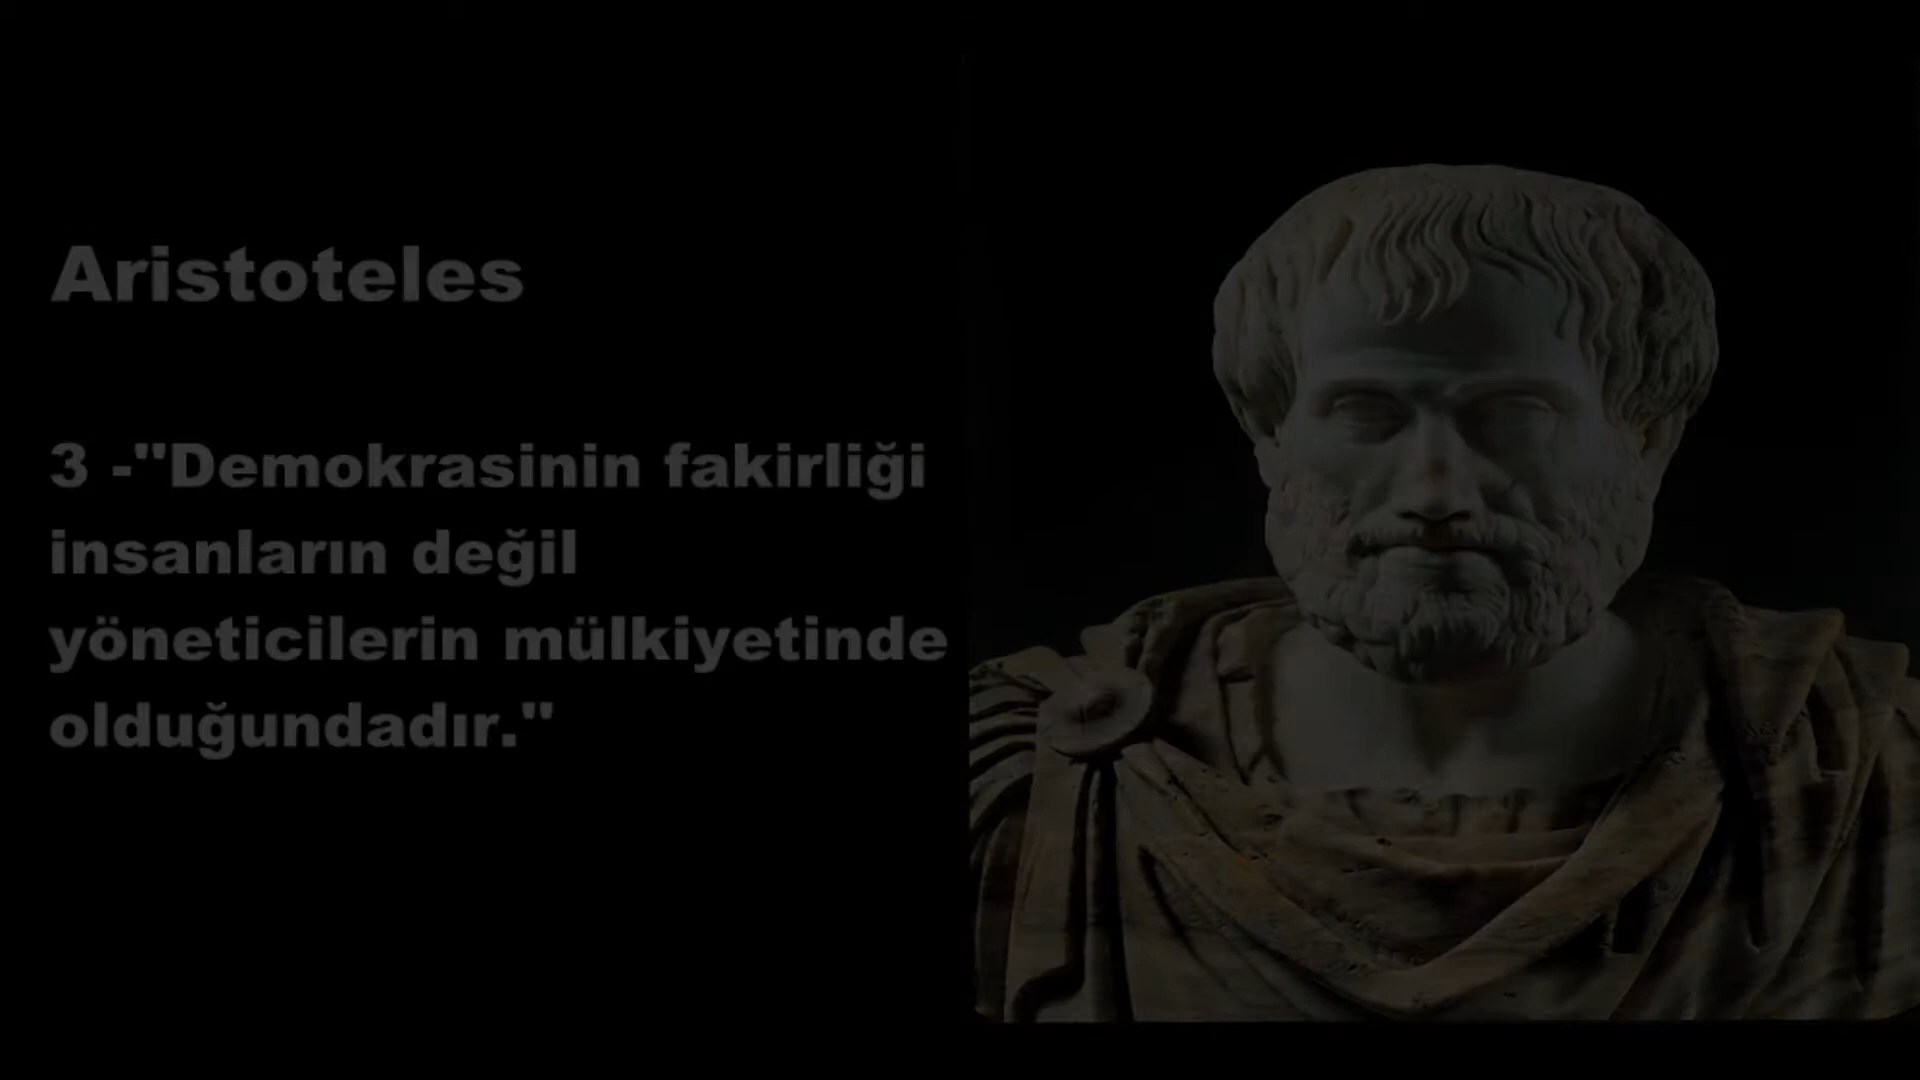 Aristoteles
3 -"Demokrasinin fakirliği
insanların değil
yöneticilerin mülkiyetinde
olduğundadır."